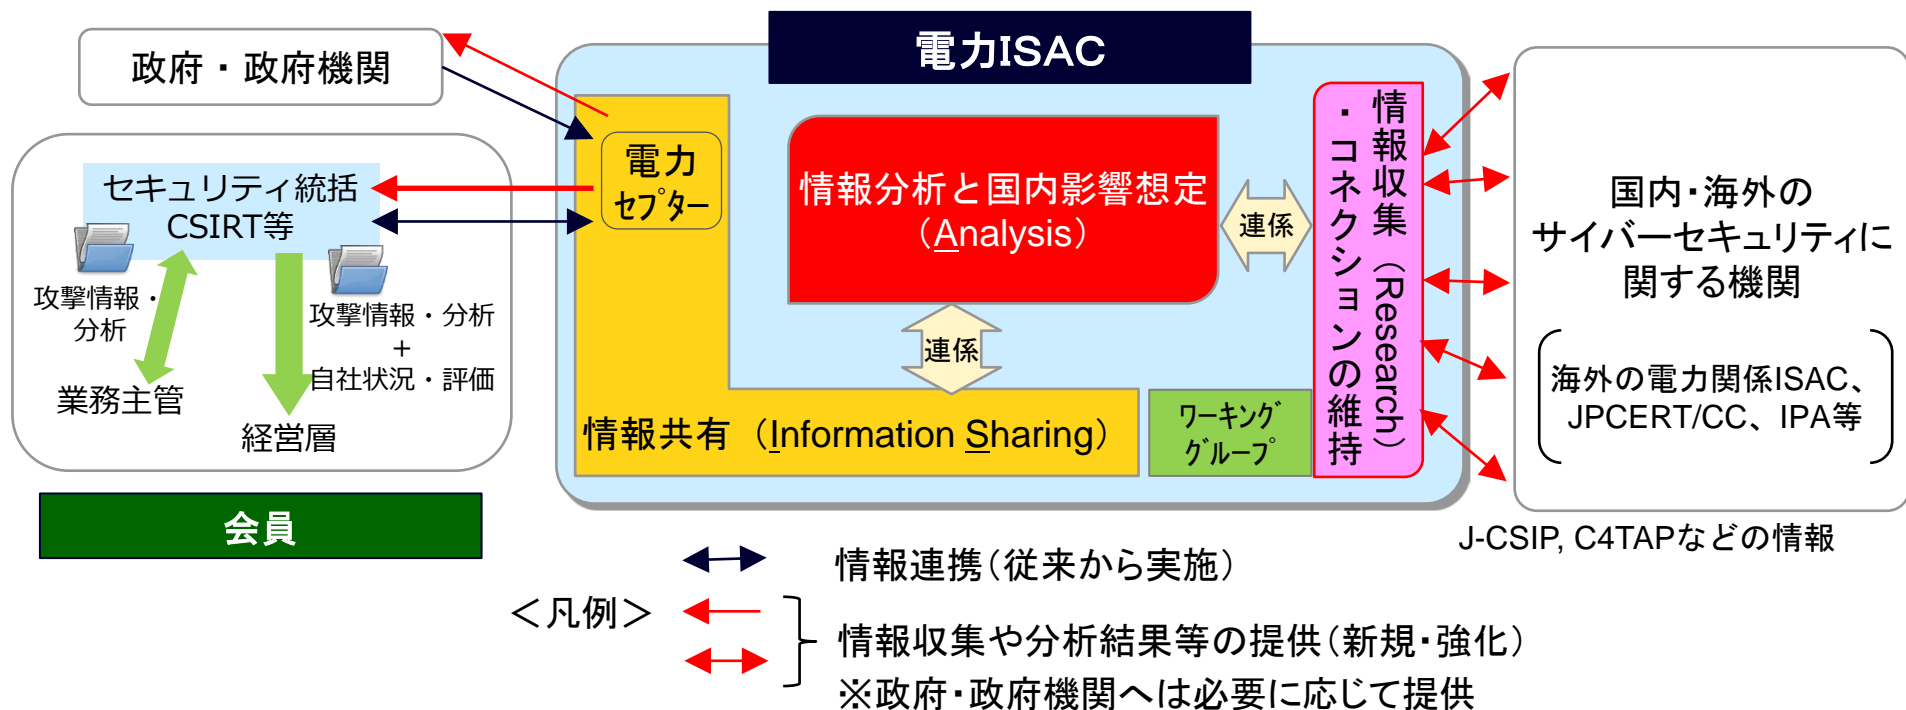 電力ISAC
政府・政府機関
セキュリティ統括
CSIRT等
攻撃情報・
分析
業務主管
攻撃情報・分析
+
自社状況・評価
経営層
会員
電力
ｾﾌﾟﾀｰ
情報分析と国内影響想定
（Analysis）
連係
連係
情報共有（Information Sharing）
ﾜｰｷﾝｸﾞ
ｸﾞﾙｰﾌﾟ
情報収集（Research）
・コネクションの維持
国内・海外の
サイバーセキュリティに
関する機関
海外の電力関係ISAC、
JPCERT/CC、IPA等
J-CSIP, C4TAPなどの情報
＜凡例＞
情報連携（従来から実施）
情報収集や分析結果等の提供（新規・強化）
※政府・政府機関へは必要に応じて提供